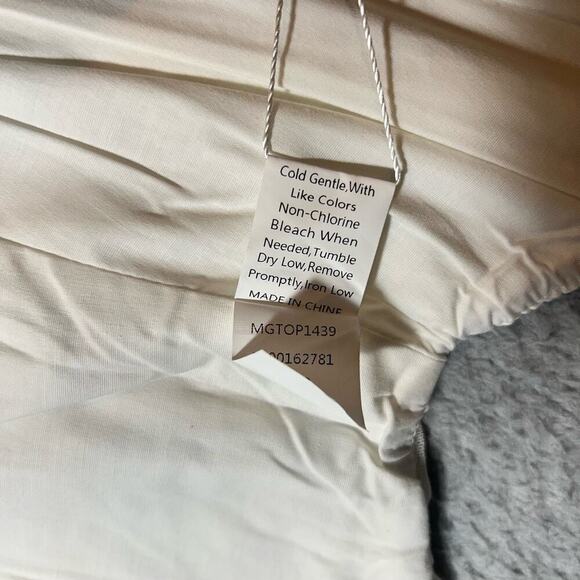 Cold Gentle,With
Like Colors
Non-Chlorine
Bleach When
Needed,Tumble
Dry Low,Remove
Promptly,Iron Low
MADE IN CHINE
MGTOP1439
00162781